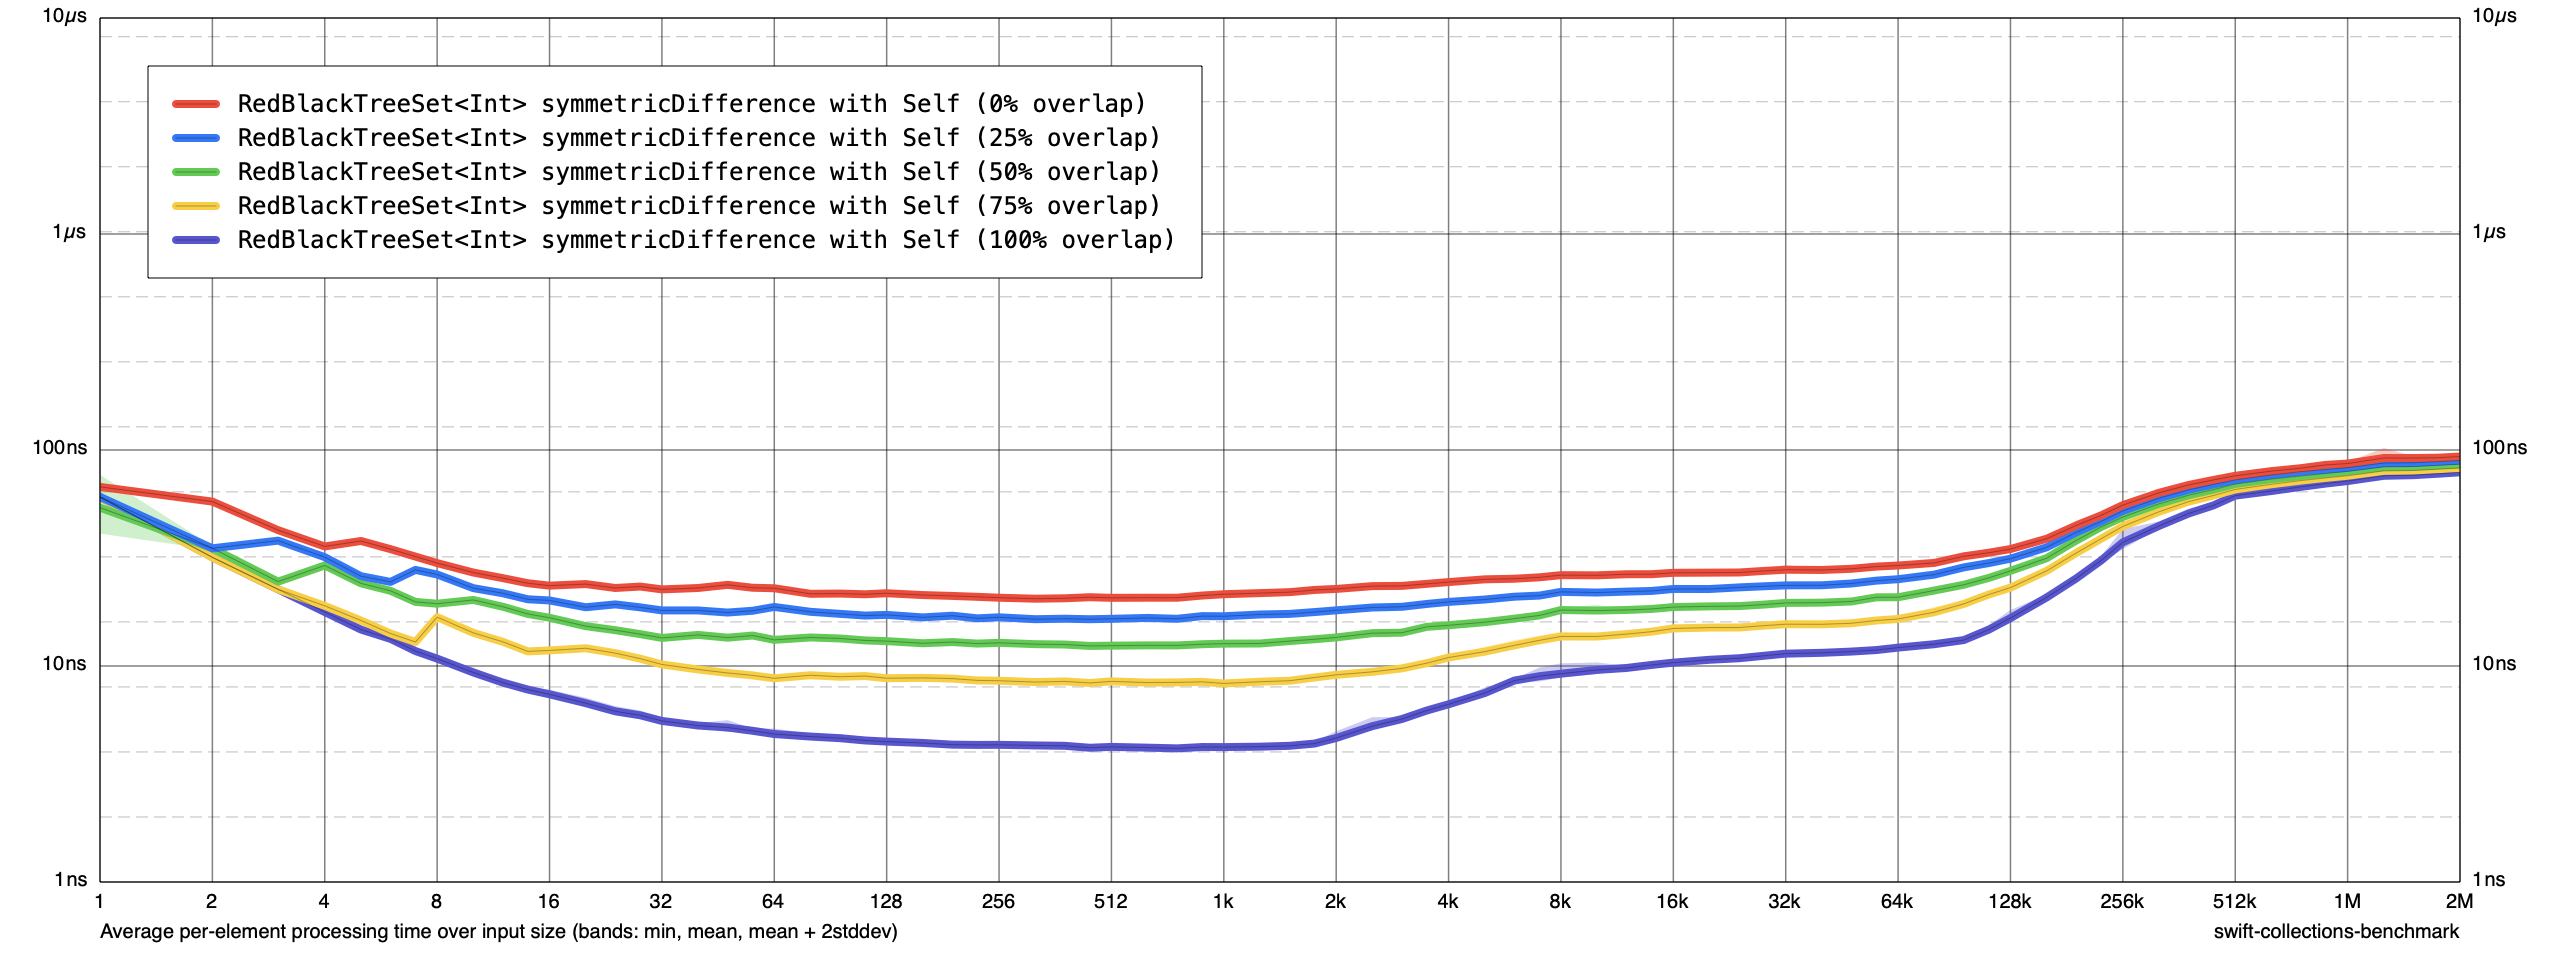 10µs 10µs
RedBlackTreeSet<Int> symmetricDifference with Self (0% overlap)
RedBlackTreeSet<Int> symmetricDifference with Self (25% overlap)
RedBlackTreeSet<Int> symmetricDifference with Self (50% overlap)
RedBlackTreeSet<Int> symmetricDifference with Self (75% overlap)
1µs 1µs
RedBlackTreeSet<Int> symmetricDifference with Self (100% overlap)
100ns 100ns
10ns 10ns
1ns 1ns
1 2 4 8 16 32 64 128 256 512 1k 2k 4k 8k 16k 32k 64k 128k 256k 512k 1M 2M
Average per-element processing time over input size (bands: min, mean, mean + 2stddev) swift-collections-benchmark